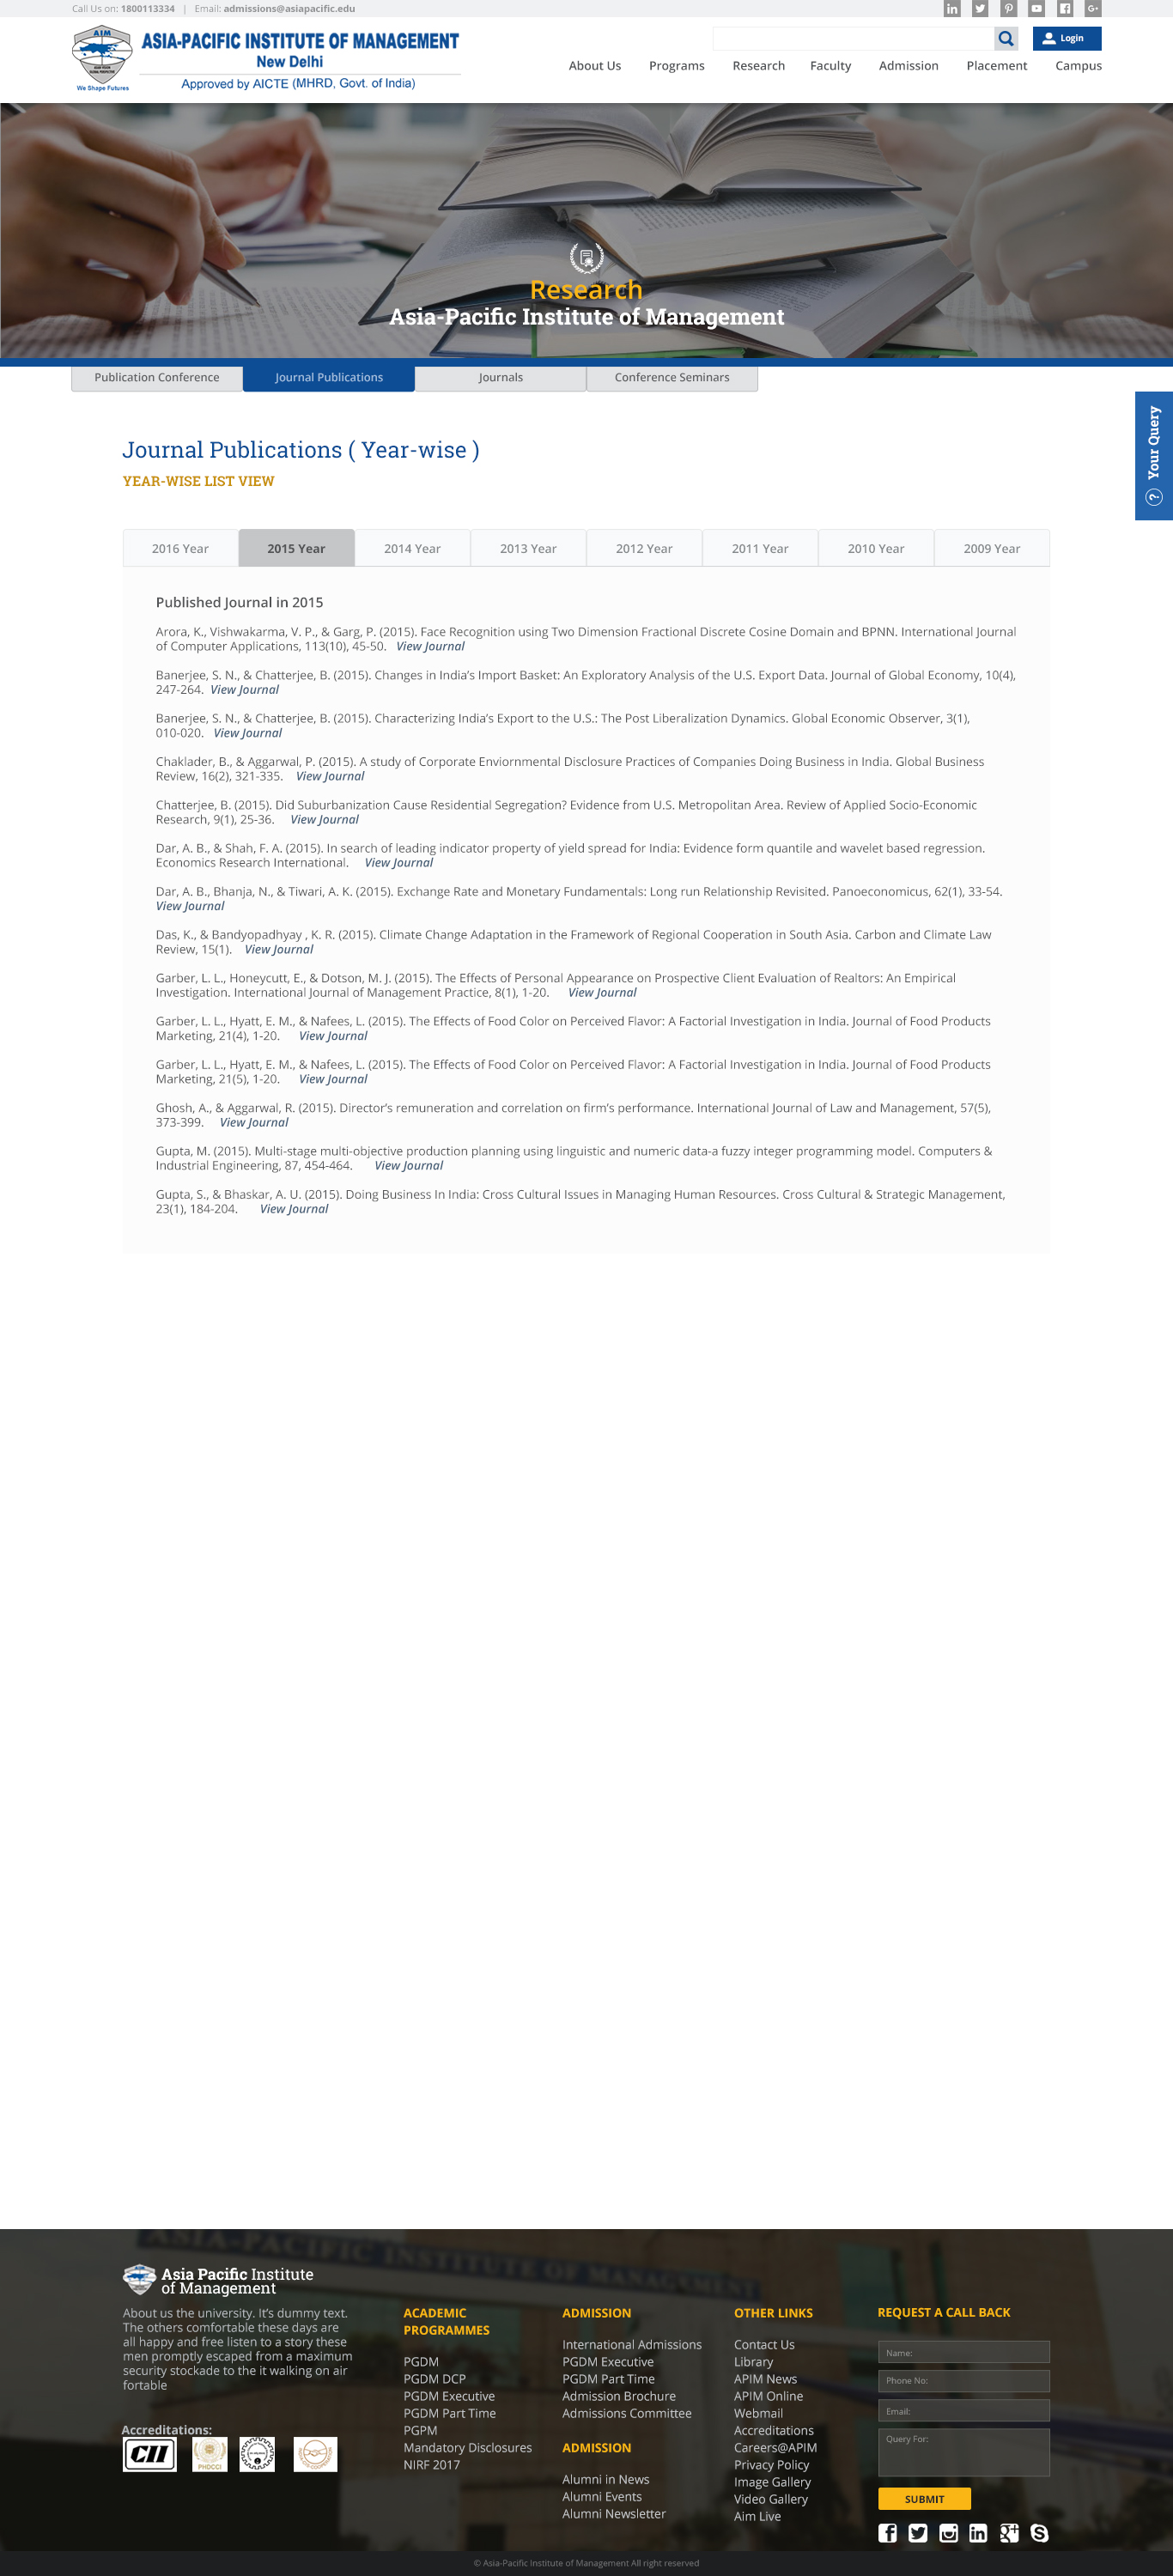 Call Us on: 1800113334 | Email: admissions@asiapacific.edu
AIM
ASIA PACIFIC
GLOBAL PERSPECTIVE
We Shape Futures
ASIA-PACIFIC INSTITUTE OF MANAGEMENT
New Delhi
Approved by AICTE (MHRD, Govt. of India)
Login
About Us Programs Research Faculty Admission Placement Campus
Research
Asia-Pacific Institute of Management
Publication Conference Journal Publications Journals Conference Seminars
Your Query
Journal Publications ( Year-wise )
YEAR-WISE LIST VIEW
2016 Year 2015 Year 2014 Year 2013 Year 2012 Year 2011 Year 2010 Year 2009 Year
Published Journal in 2015
Arora, K., Vishwakarma, V. P., & Garg, P. (2015). Face Recognition using Two Dimension Fractional Discrete Cosine Domain and BPNN. International Journal
of Computer Applications, 113(10), 45-50. View Journal
Banerjee, S. N., & Chatterjee, B. (2015). Changes in India’s Import Basket: An Exploratory Analysis of the U.S. Export Data. Journal of Global Economy, 10(4),
247-264. View Journal
Banerjee, S. N., & Chatterjee, B. (2015). Characterizing India’s Export to the U.S.: The Post Liberalization Dynamics. Global Economic Observer, 3(1),
010-020. View Journal
Chaklader, B., & Aggarwal, P. (2015). A study of Corporate Enviornmental Disclosure Practices of Companies Doing Business in India. Global Business
Review, 16(2), 321-335. View Journal
Chatterjee, B. (2015). Did Suburbanization Cause Residential Segregation? Evidence from U.S. Metropolitan Area. Review of Applied Socio-Economic
Research, 9(1), 25-36. View Journal
Dar, A. B., & Shah, F. A. (2015). In search of leading indicator property of yield spread for India: Evidence form quantile and wavelet based regression.
Economics Research International. View Journal
Dar, A. B., Bhanja, N., & Tiwari, A. K. (2015). Exchange Rate and Monetary Fundamentals: Long run Relationship Revisited. Panoeconomicus, 62(1), 33-54.
View Journal
Das, K., & Bandyopadhyay , K. R. (2015). Climate Change Adaptation in the Framework of Regional Cooperation in South Asia. Carbon and Climate Law
Review, 15(1). View Journal
Garber, L. L., Honeycutt, E., & Dotson, M. J. (2015). The Effects of Personal Appearance on Prospective Client Evaluation of Realtors: An Empirical
Investigation. International Journal of Management Practice, 8(1), 1-20. View Journal
Garber, L. L., Hyatt, E. M., & Nafees, L. (2015). The Effects of Food Color on Perceived Flavor: A Factorial Investigation in India. Journal of Food Products
Marketing, 21(4), 1-20. View Journal
Garber, L. L., Hyatt, E. M., & Nafees, L. (2015). The Effects of Food Color on Perceived Flavor: A Factorial Investigation in India. Journal of Food Products
Marketing, 21(5), 1-20. View Journal
Ghosh, A., & Aggarwal, R. (2015). Director’s remuneration and correlation on firm’s performance. International Journal of Law and Management, 57(5),
373-399. View Journal
Gupta, M. (2015). Multi-stage multi-objective production planning using linguistic and numeric data-a fuzzy integer programming model. Computers &
Industrial Engineering, 87, 454-464. View Journal
Gupta, S., & Bhaskar, A. U. (2015). Doing Business In India: Cross Cultural Issues in Managing Human Resources. Cross Cultural & Strategic Management,
23(1), 184-204. View Journal
ASIA-PACIFIC INSTITUTE OF MANAGEMENT
Asia Pacific Institute
of Management
About us the university. It’s dummy text.
The others comfortable these days are
all happy and free listen to a story these
men promptly escaped from a maximum
security stockade to the it walking on air
fortable
Accreditations:
CII
PHDCCI
ACADEMIC
PROGRAMMES
PGDM
PGDM DCP
PGDM Executive
PGDM Part Time
PGPM
Mandatory Disclosures
NIRF 2017
ADMISSION
International Admissions
PGDM Executive
PGDM Part Time
Admission Brochure
Admissions Committee
ADMISSION
Alumni in News
Alumni Events
Alumni Newsletter
OTHER LINKS
Contact Us
Library
APIM News
APIM Online
Webmail
Accreditations
Careers@APIM
Privacy Policy
Image Gallery
Video Gallery
Aim Live
REQUEST A CALL BACK
Name:
Phone No:
Email:
Query For:
SUBMIT
© Asia-Pacific Institute of Management All right reserved